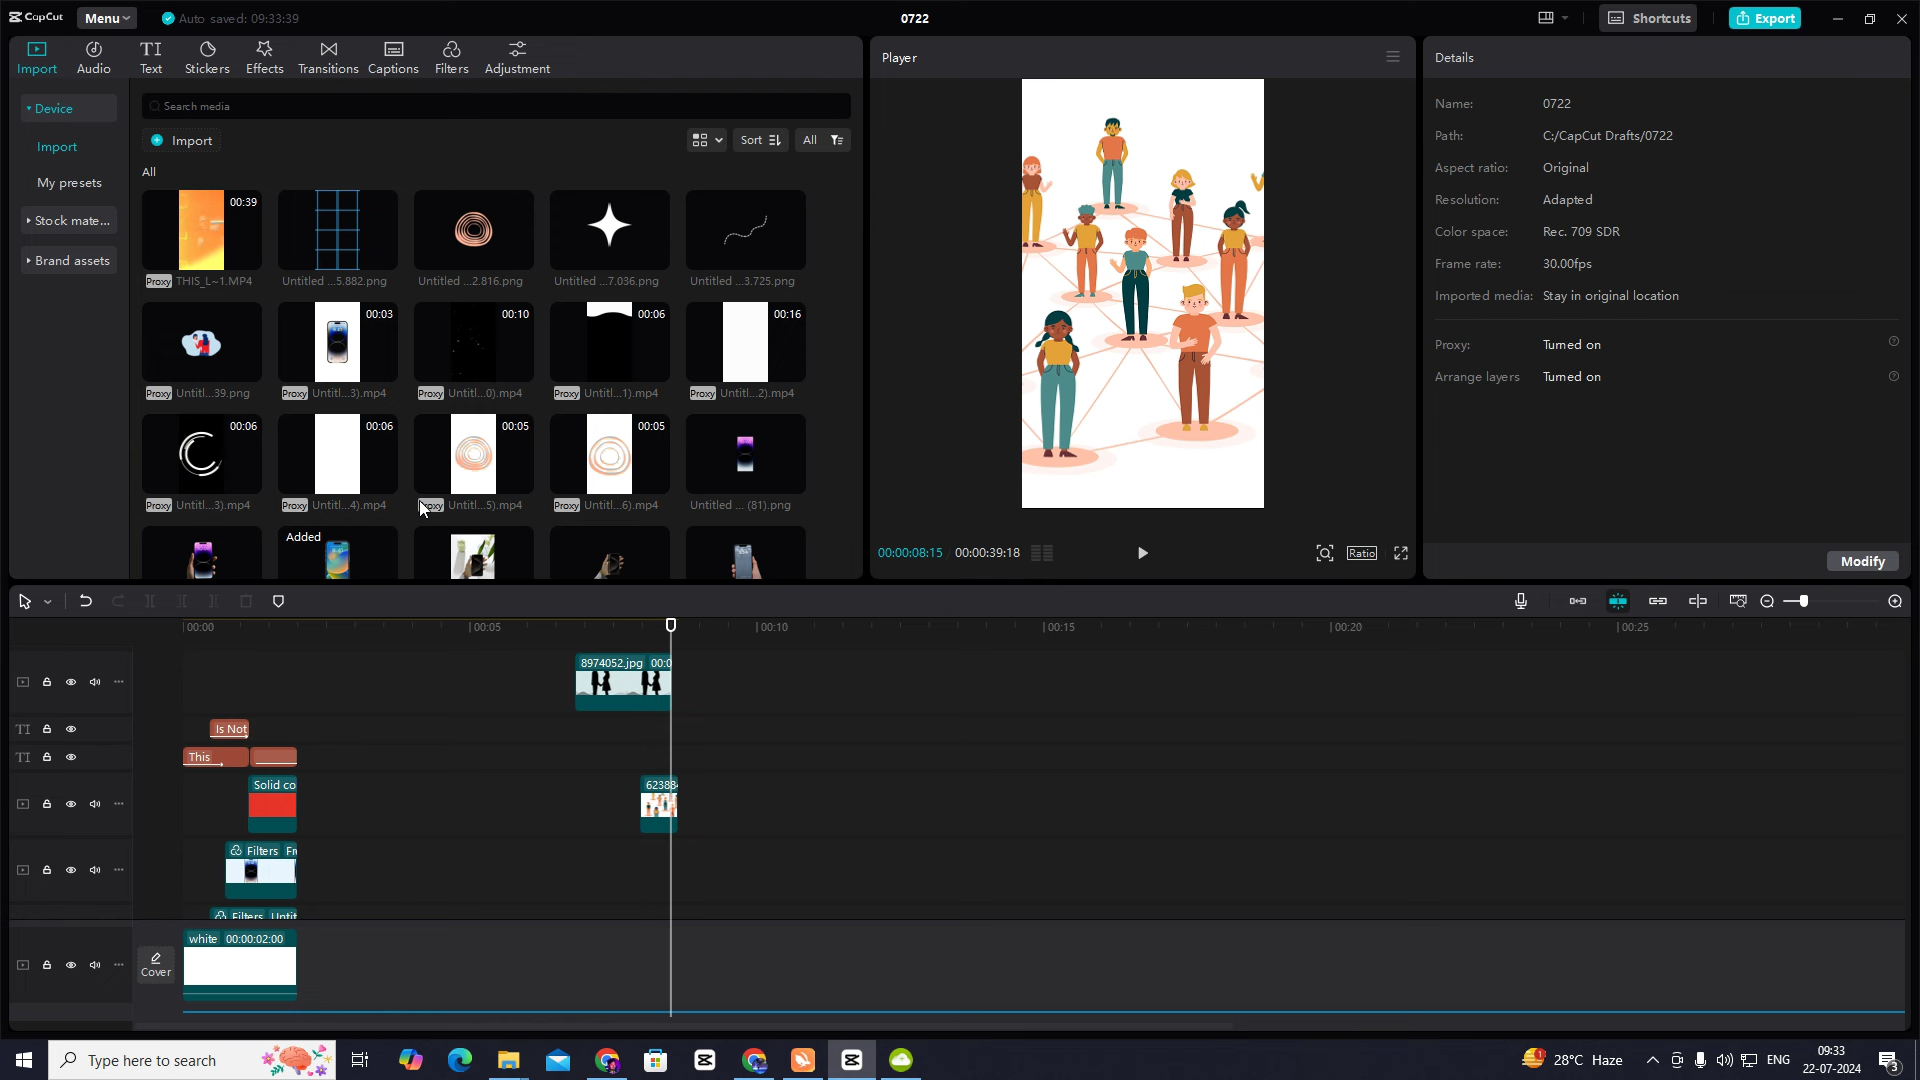 CapCut Menu Auto saved: 09:33:39 0722 Shortcuts Export
Import Audio Text Stickers Effects Transitions Captions Filters Adjustment
Device
Import
My presets
Stock mate...
Brand assets
Search media
Import Sort All
All
00:39
Proxy THIS_L~1.MP4 Untitled ...5.882.png Untitled ...2.816.png Untitled ...7.036.png Untitled ...3.725.png
00:03 00:10 00:06 00:16
Proxy Untitl...39.png Proxy Untitl...3).mp4 Proxy Untitl...0).mp4 Proxy Untitl...1).mp4 Proxy Untitl...2).mp4
00:06 00:06 00:05 00:05
Proxy Untitl...3).mp4 Proxy Untitl...4).mp4 Proxy Untitl...5).mp4 Proxy Untitl...6).mp4 Untitled ... (81).png
Added
Player
00:00:08:15 00:00:39:18 Ratio
Details
Name: 0722
Path: C:/CapCut Drafts/0722
Aspect ratio: Original
Resolution: Adapted
Color space: Rec. 709 SDR
Frame rate: 30.00fps
Imported media: Stay in original location
Proxy: Turned on
Arrange layers Turned on
Modify
00:00 00:05 00:10 00:15 00:20 00:25
8974052.jpg 00:0
TI Is Not
TI This
Solid co 62388
Filters Fr
Filters Untit
white 00:00:02:00
Cover
Type here to search 28°C Haze ENG 09:33
22-07-2024
1
3